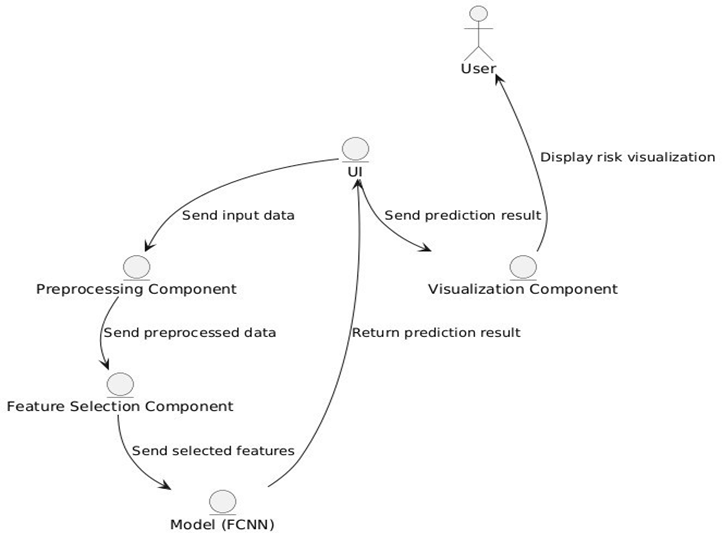 User
Display risk visualization
UI
Send input data
Send prediction result
Preprocessing Component
Visualization Component
Send preprocessed data
Return prediction result
Feature Selection Component
Send selected features
Model (FCNN)